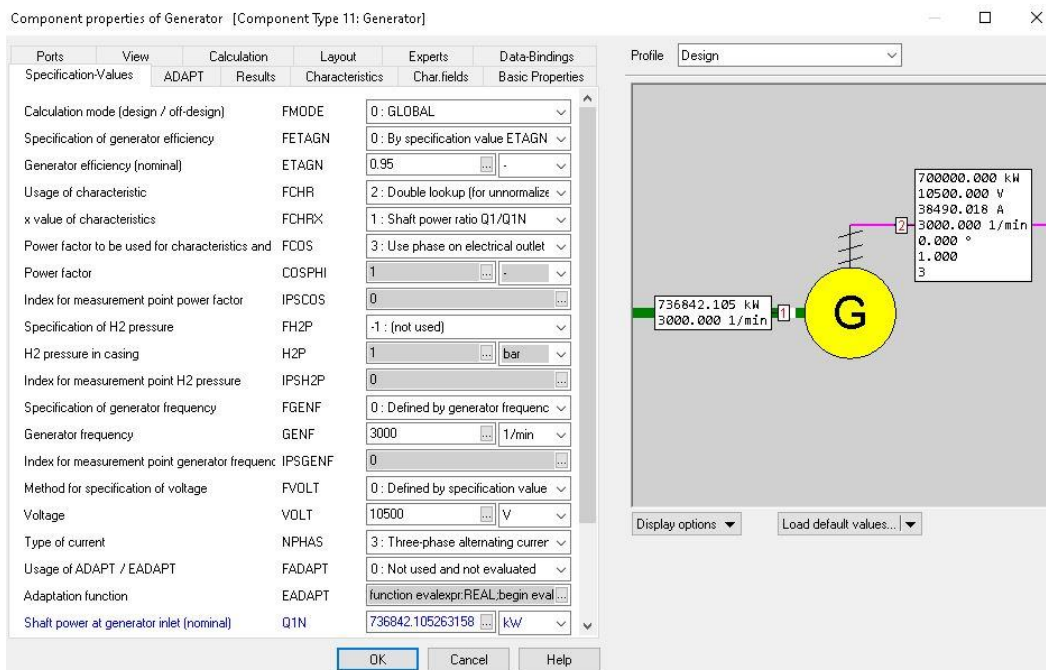 Component properties of Generator [Component Type 11: Generator]
Ports View Calculation Layout Experts Data-Bindings
Specification-Values ADAPT Results Characteristics Char.fields Basic Properties
Calculation mode (design / off-design) FMODE 0 : GLOBAL
Specification of generator efficiency FETAGN 0 : By specification value ETAGN
Generator efficiency (nominal) ETAGN 0.95 ... -
Usage of characteristic FCHR 2 : Double lookup (for unnormalize
x value of characteristics FCHRX 1 : Shaft power ratio Q1/Q1N
Power factor to be used for characteristics and FCOS 3 : Use phase on electrical outlet
Power factor COSPHI 1 ... -
Index for measurement point power factor IPSCOS 0 ...
Specification of H2 pressure FH2P -1 : (not used)
H2 pressure in casing H2P 1 ... bar
Index for measurement point H2 pressure IPSH2P 0 ...
Specification of generator frequency FGENF 0 : Defined by generator frequenc
Generator frequency GENF 3000 ... 1/min
Index for measurement point generator frequenc IPSGENF 0 ...
Method for specification of voltage FVOLT 0 : Defined by specification value
Voltage VOLT 10500 ... V
Type of current NPHAS 3 : Three-phase alternating currer
Usage of ADAPT / EADAPT FADAPT 0 : Not used and not evaluated
Adaptation function EADAPT function evalexpr:REAL;begin eval ...
Shaft power at generator inlet (nominal) Q1N 736842.105263158 ... kW
OK Cancel Help
Profile Design
700000.000 kW
10500.000 V
38490.018 A
3000.000 1/min
0.000 °
1.000
3
2
736842.105 kW
3000.000 1/min
1
G
Display options Load default values...